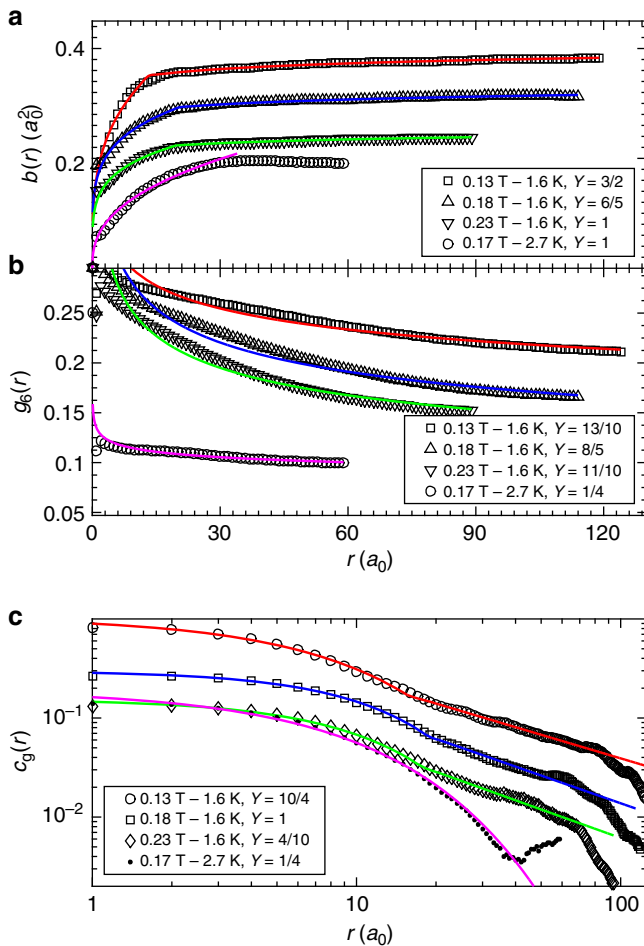 a
0.4
0.2
b(r) (a₀²)
0.13 T – 1.6 K, Y = 3/2
0.18 T – 1.6 K, Y = 6/5
0.23 T – 1.6 K, Y = 1
0.17 T – 2.7 K, Y = 1
b
0.25
0.2
0.15
0.1
0.05
g₆(r)
0.13 T – 1.6 K, Y = 13/10
0.18 T – 1.6 K, Y = 8/5
0.23 T – 1.6 K, Y = 11/10
0.17 T – 2.7 K, Y = 1/4
0 30 60 90 120
r (a₀)
c
10⁻¹
10⁻²
c_g(r)
0.13 T – 1.6 K, Y = 10/4
0.18 T – 1.6 K, Y = 1
0.23 T – 1.6 K, Y = 4/10
0.17 T – 2.7 K, Y = 1/4
1 10 100
r (a₀)